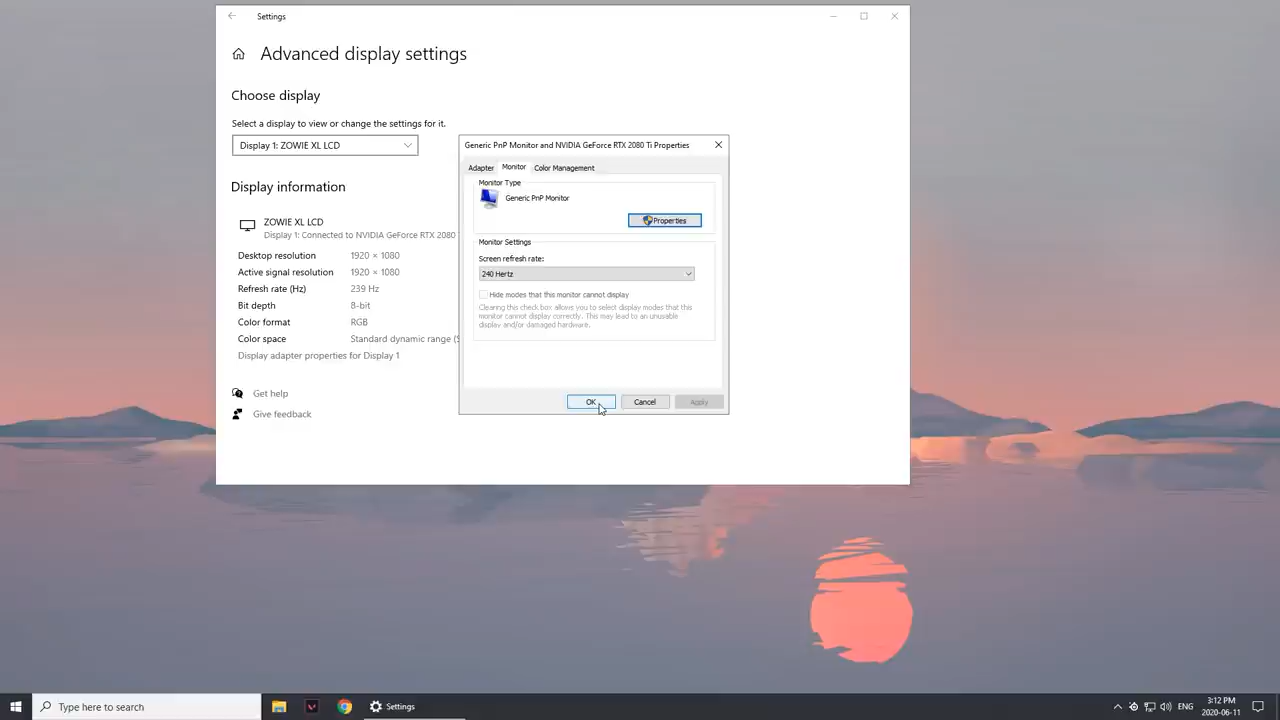 Settings
Advanced display settings
Choose display
Select a display to view or change the settings for it.
Display 1: ZOWIE XL LCD
Display information
ZOWIE XL LCD
Display 1: Connected to NVIDIA GeForce RTX 2080
Desktop resolution 1920 × 1080
Active signal resolution 1920 × 1080
Refresh rate (Hz) 239 Hz
Bit depth 8-bit
Color format RGB
Color space Standard dynamic range (S
Display adapter properties for Display 1
Get help
Give feedback
Generic PnP Monitor and NVIDIA GeForce RTX 2080 Ti Properties
Adapter Monitor Color Management
Monitor Type
Generic PnP Monitor
Properties
Monitor Settings
Screen refresh rate:
240 Hertz
Hide modes that this monitor cannot display
Clearing this check box allows you to select display modes that this
monitor cannot display correctly. This may lead to an unusable
display and/or damaged hardware.
OK Cancel Apply
Type here to search
Settings
ENG
3:12 PM
2020-06-11